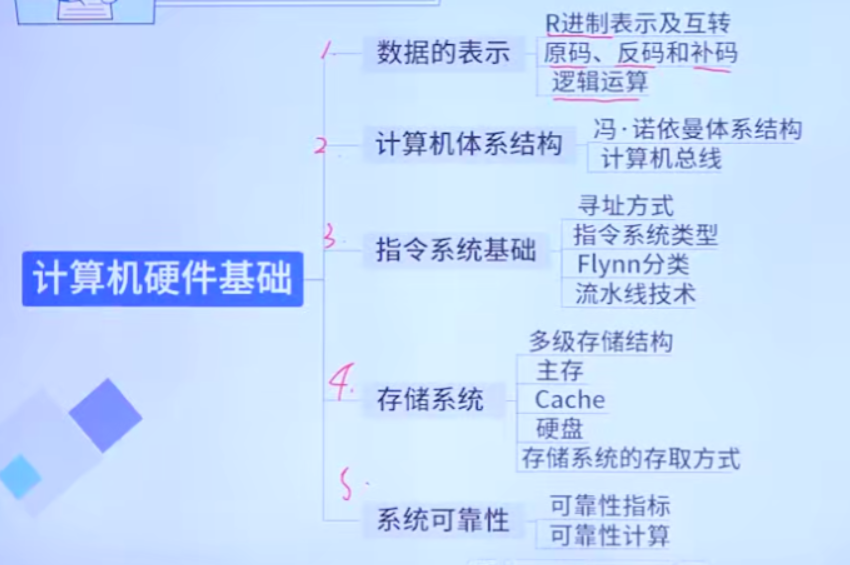 计算机硬件基础
1
数据的表示
R进制表示及互转
原码、反码和补码
逻辑运算
2
计算机体系结构
冯·诺依曼体系结构
计算机总线
3
指令系统基础
寻址方式
指令系统类型
Flynn分类
流水线技术
4.
存储系统
多级存储结构
主存
Cache
硬盘
存储系统的存取方式
5.
系统可靠性
可靠性指标
可靠性计算